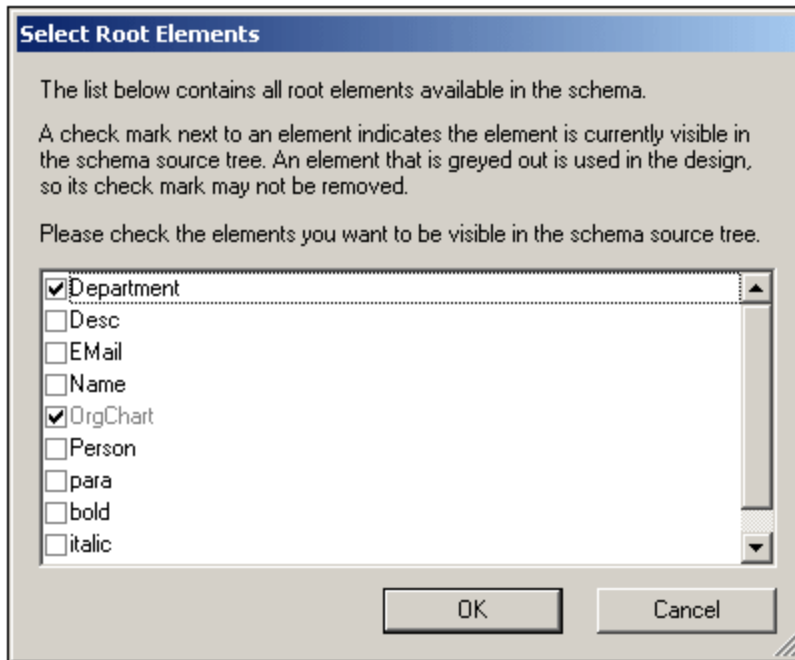 Select Root Elements
The list below contains all root elements available in the schema.
A check mark next to an element indicates the element is currently visible in
the schema source tree. An element that is greyed out is used in the design,
so its check mark may not be removed.
Please check the elements you want to be visible in the schema source tree.
Department
Desc
EMail
Name
OrgChart
Person
para
bold
italic
OK
Cancel